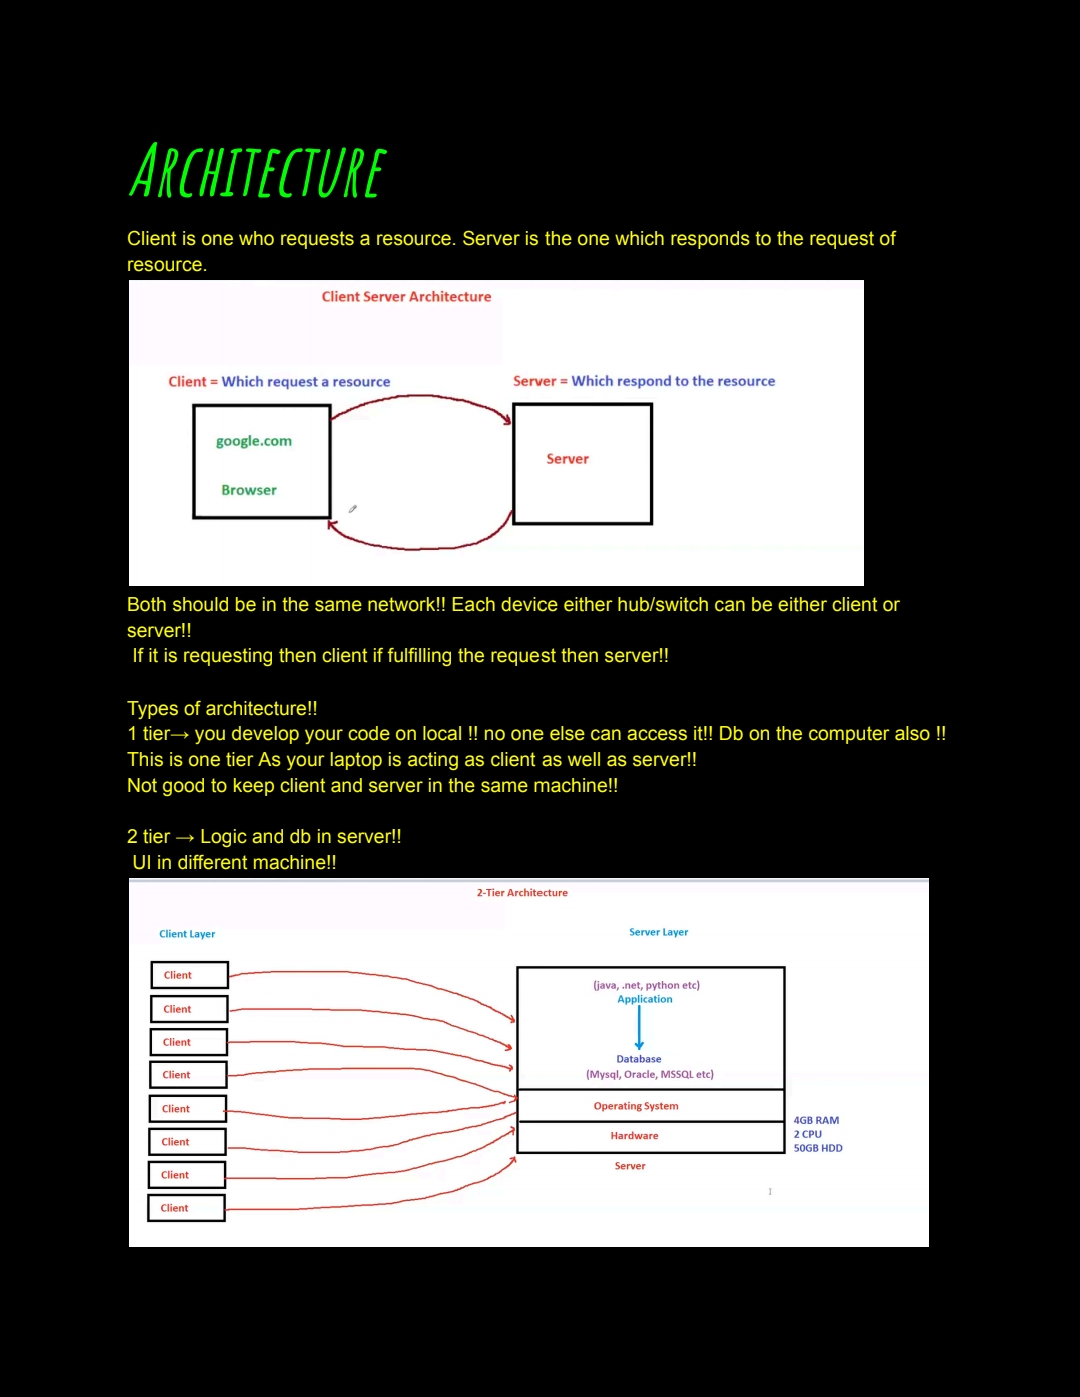 ARCHITECTURE
Client is one who requests a resource. Server is the one which responds to the request of
resource.
Client Server Architecture
Client = Which request a resource
Server = Which respond to the resource
google.com
Browser
Server
Both should be in the same network!! Each device either hub/switch can be either client or
server!!
If it is requesting then client if fulfilling the request then server!!
Types of architecture!!
1 tier→ you develop your code on local !! no one else can access it!! Db on the computer also !!
This is one tier As your laptop is acting as client as well as server!!
Not good to keep client and server in the same machine!!
2 tier → Logic and db in server!!
UI in different machine!!
2-Tier Architecture
Client Layer
Client
Client
Client
Client
Client
Client
Client
Client
Server Layer
(java, .net, python etc)
Application
Database
(Mysql, Oracle, MSSQL etc)
Operating System
Hardware
Server
4GB RAM
2 CPU
50GB HDD